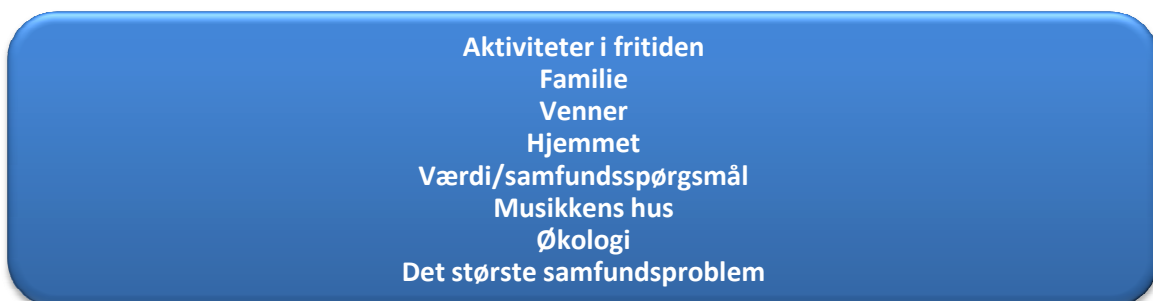 Aktiviteter i fritiden
Familie
Venner
Hjemmet
Værdi/samfundsspørgsmål
Musikkens hus
Økologi
Det største samfundsproblem